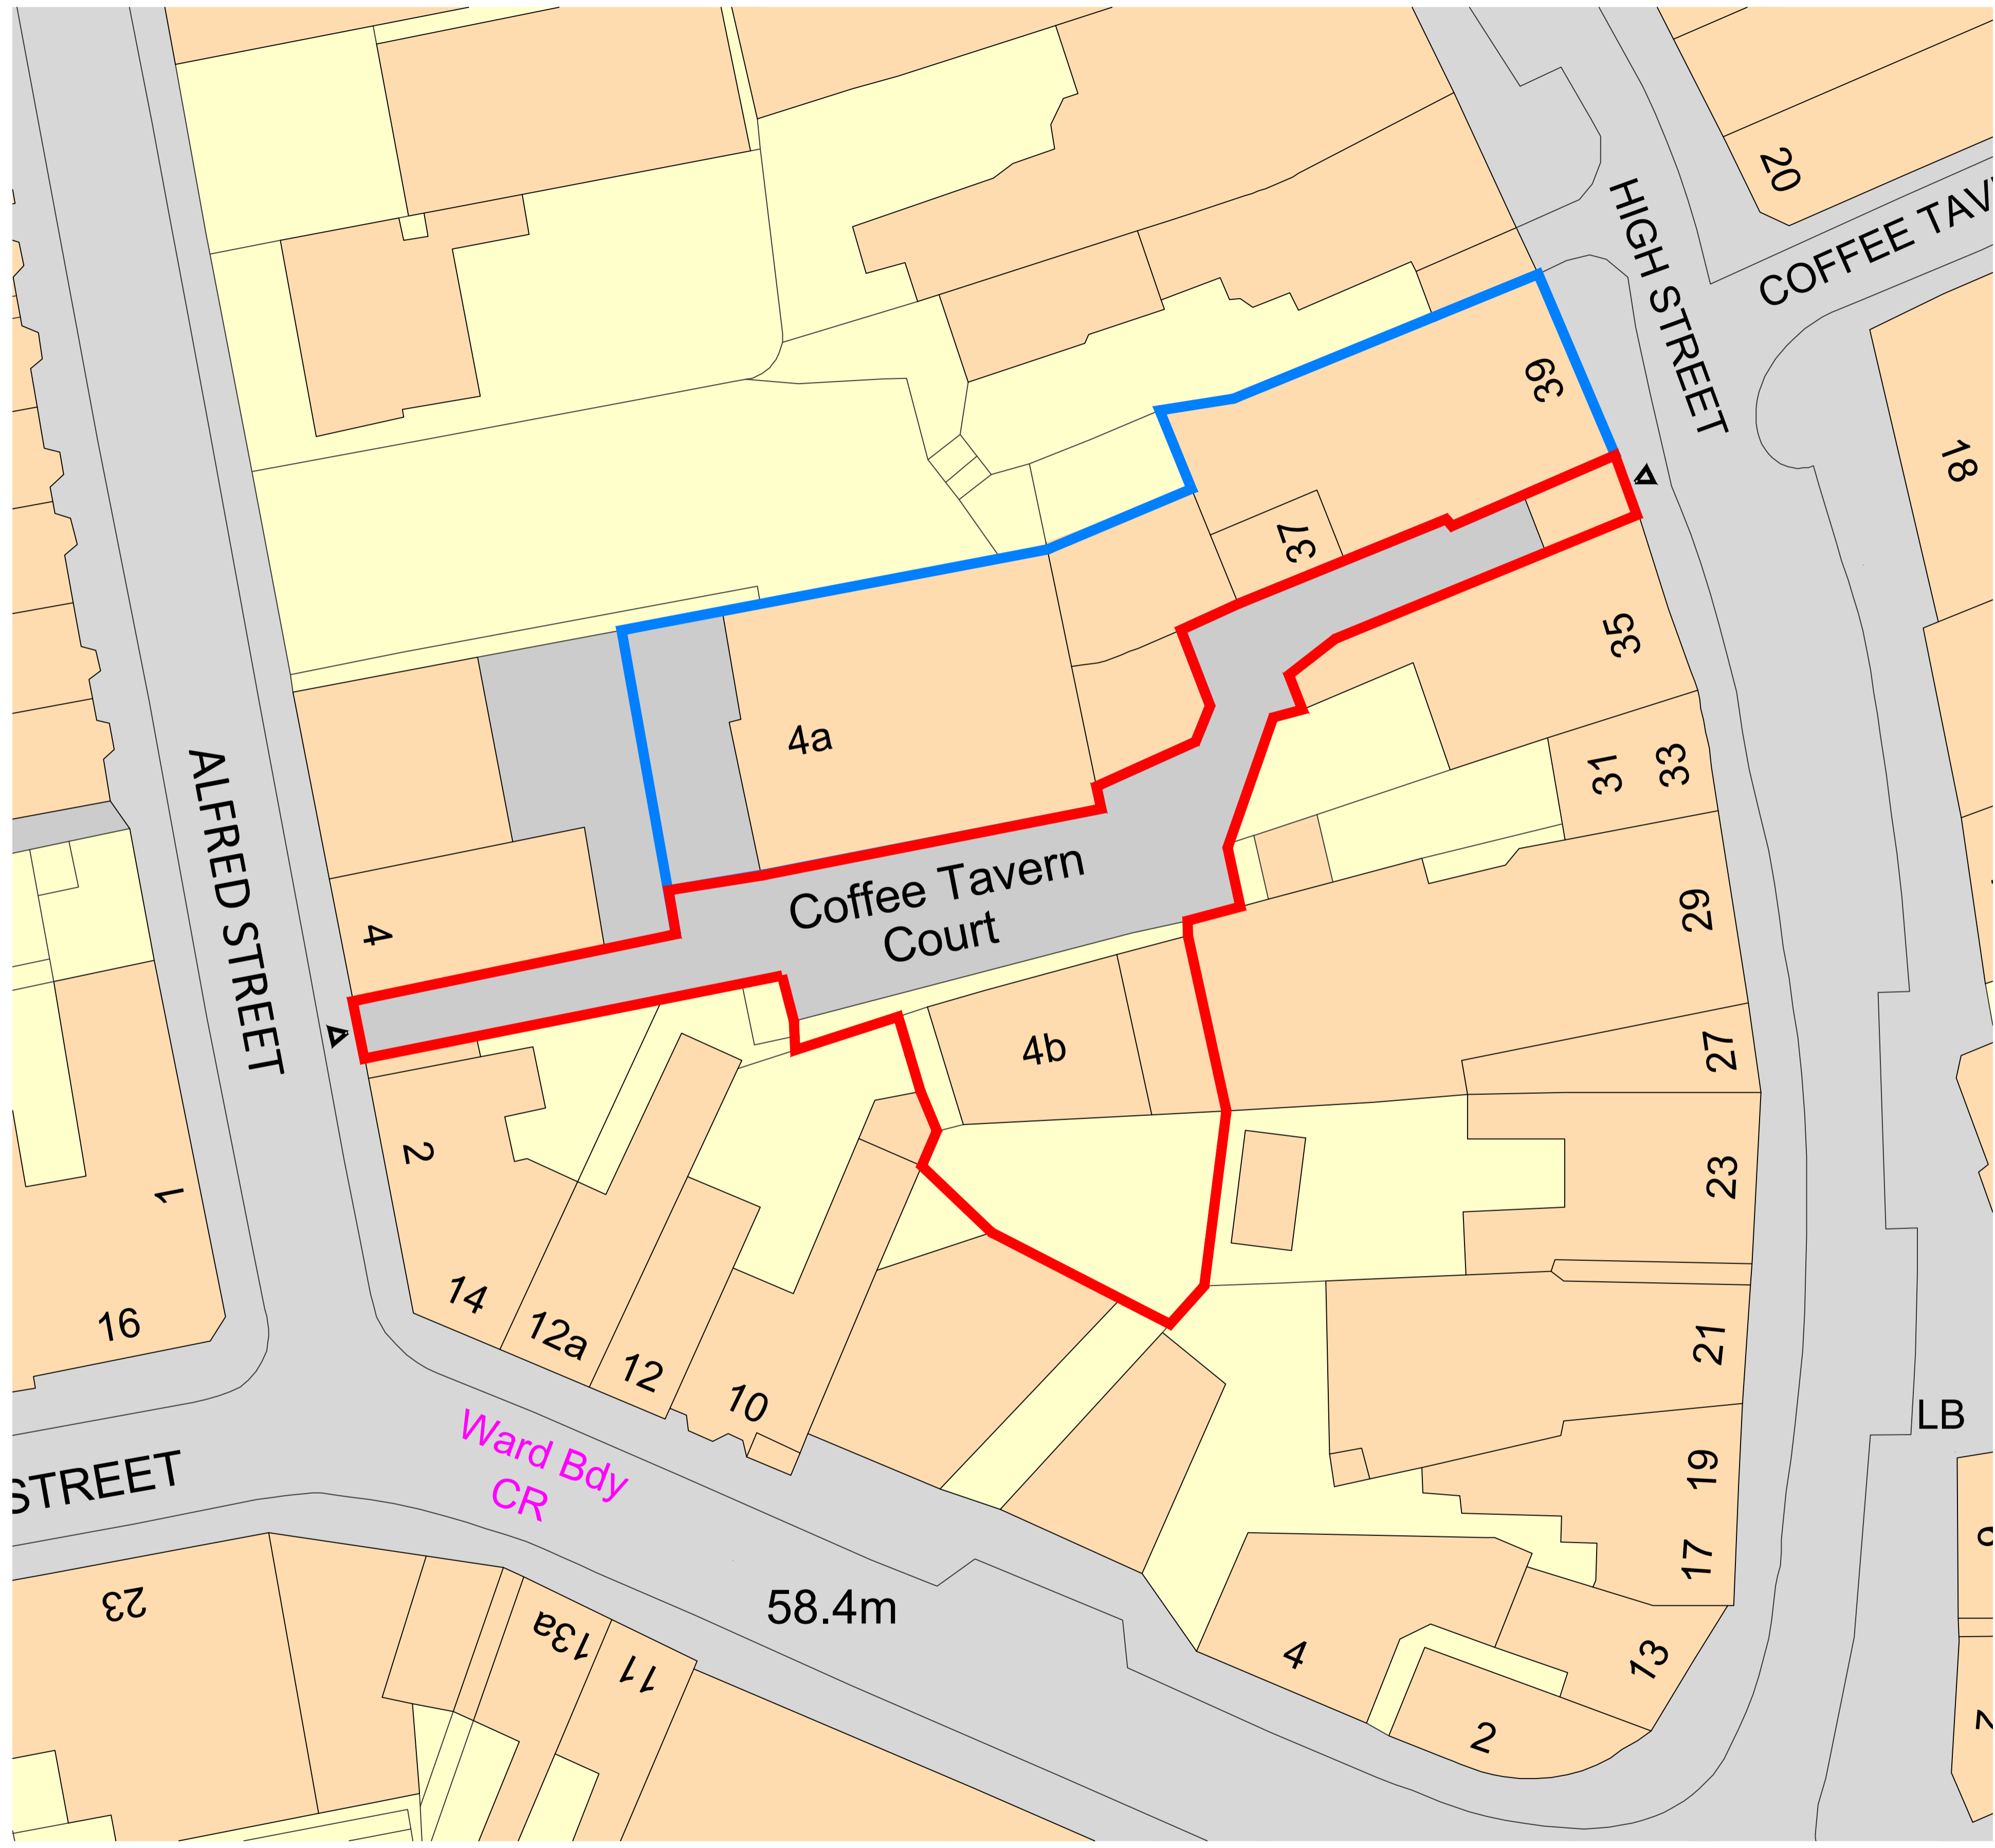 20
HIGH STREET
COFFEE TAV
39
18
37
35
4a
31
33
ALFRED STREET
Coffee Tavern
Court
29
4
4b
27
2
23
1
14
16
12a
21
12
10
LB
Ward Bdy
CR
19
STREET
17
58.4m
23
13a
11
4
13
2